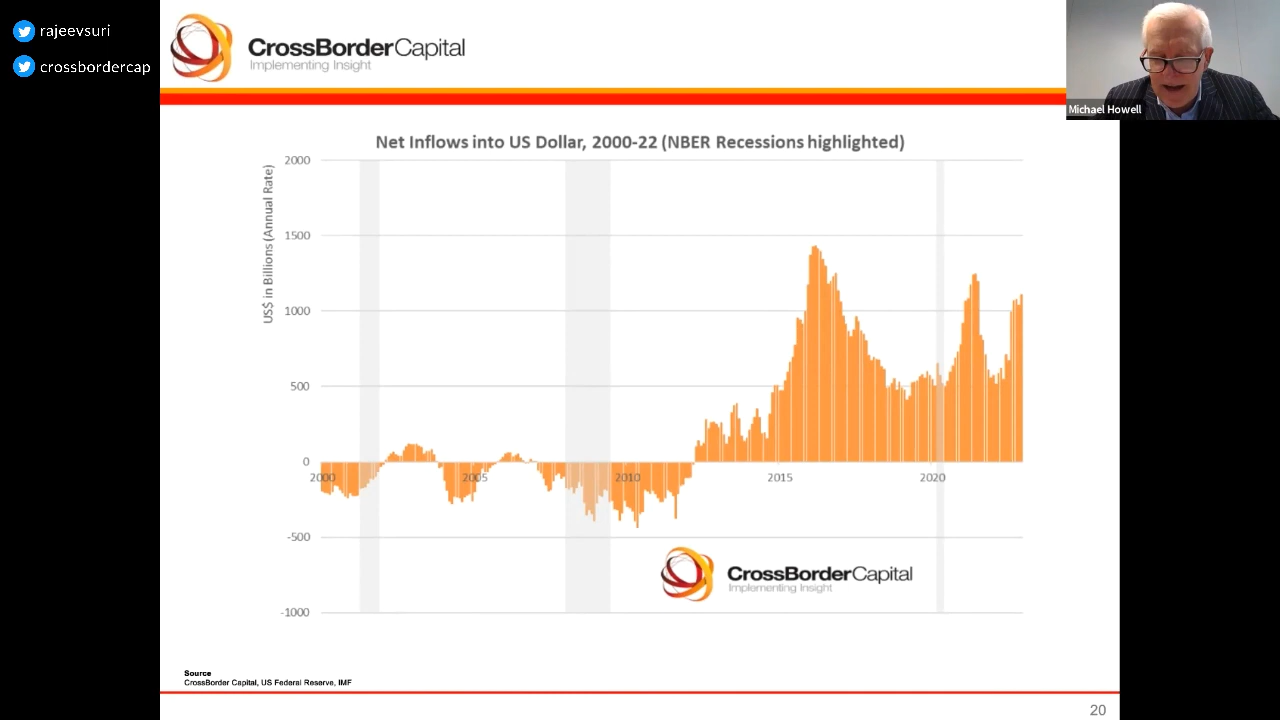 rajeevsuri
crossbordercap
CrossBorderCapital
Implementing Insight
Michael Howell
Net Inflows into US Dollar, 2000-22 (NBER Recessions highlighted)
US$ in Billions (Annual Rate)
2000
1500
1000
500
0
-500
-1000
2000
2005
2010
2015
2020
CrossBorderCapital
Implementing Insight
Source
CrossBorder Capital, US Federal Reserve, IMF
20